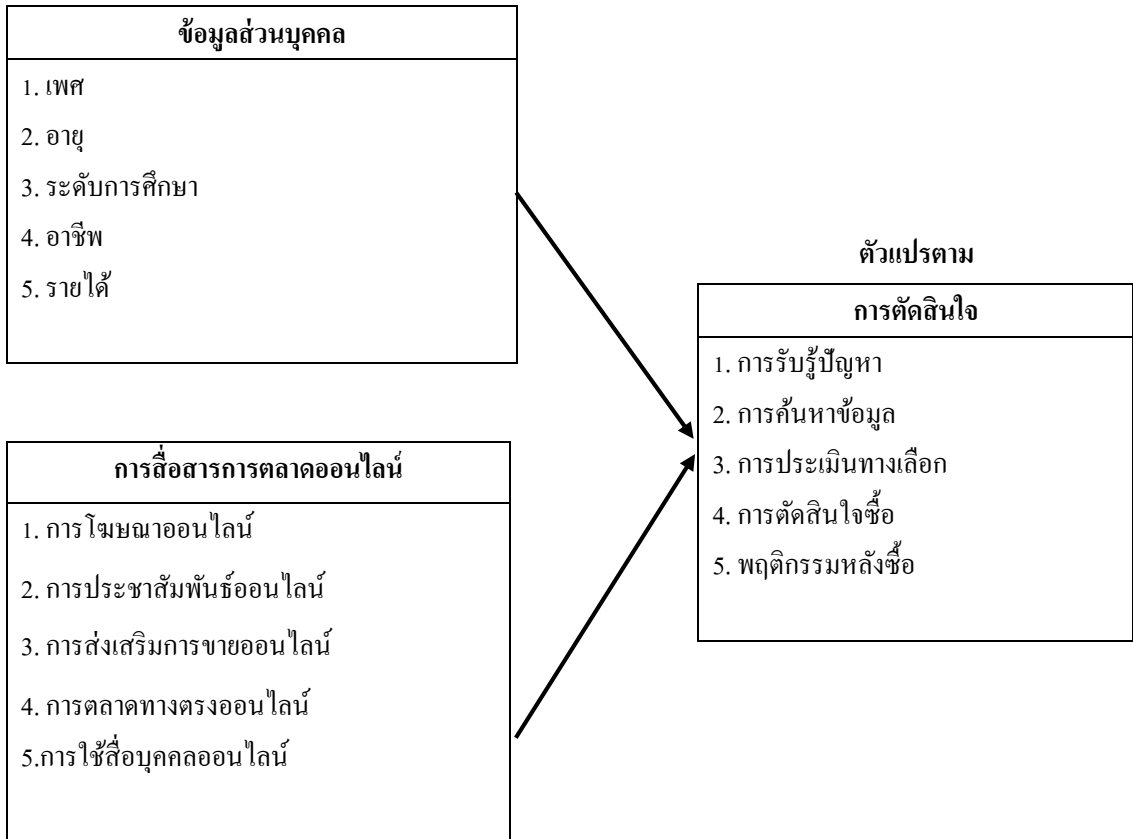 ข้อมูลส่วนบุคคล
1. เพศ
2. อายุ
3. ระดับการศึกษา
4. อาชีพ
5. รายได้
การสื่อสารการตลาดออนไลน์
1. การโฆษณาออนไลน์
2. การประชาสัมพันธ์ออนไลน์
3. การส่งเสริมการขายออนไลน์
4. การตลาดทางตรงออนไลน์
5.การใช้สื่อบุคคลออนไลน์
ตัวแปรตาม
การตัดสินใจ
1. การรับรู้ปัญหา
2. การค้นหาข้อมูล
3. การประเมินทางเลือก
4. การตัดสินใจซื้อ
5. พฤติกรรมหลังซื้อ